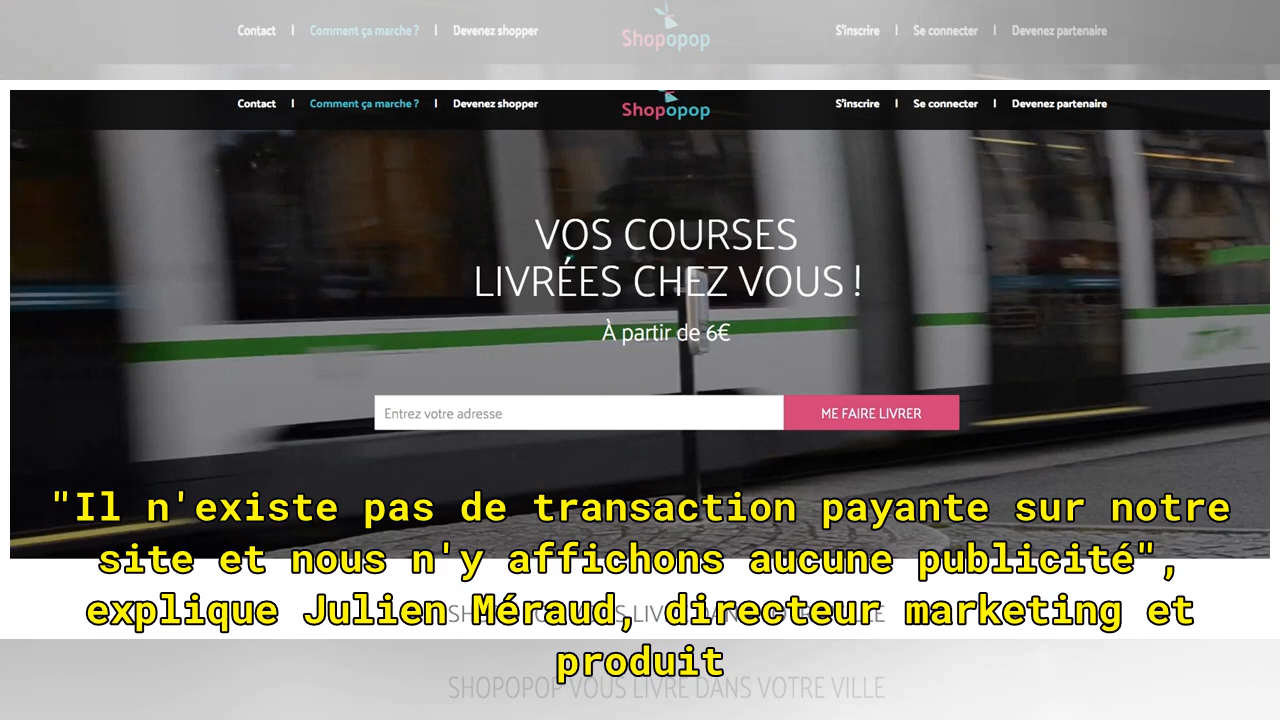 Contact | Comment ça marche ? | Devenez shopper Shopopop S'inscrire | Se connecter | Devenez partenaire
Contact | Comment ça marche ? | Devenez shopper Shopopop S'inscrire | Se connecter | Devenez partenaire
VOS COURSES
LIVRÉES CHEZ VOUS !
À partir de 6€
Entrez votre adresse ME FAIRE LIVRER
"Il n'existe pas de transaction payante sur notre
site et nous n'y affichons aucune publicité",
explique Julien Méraud, directeur marketing et
produit
SHOPOPOP VOUS LIVRE DANS VOTRE VILLE